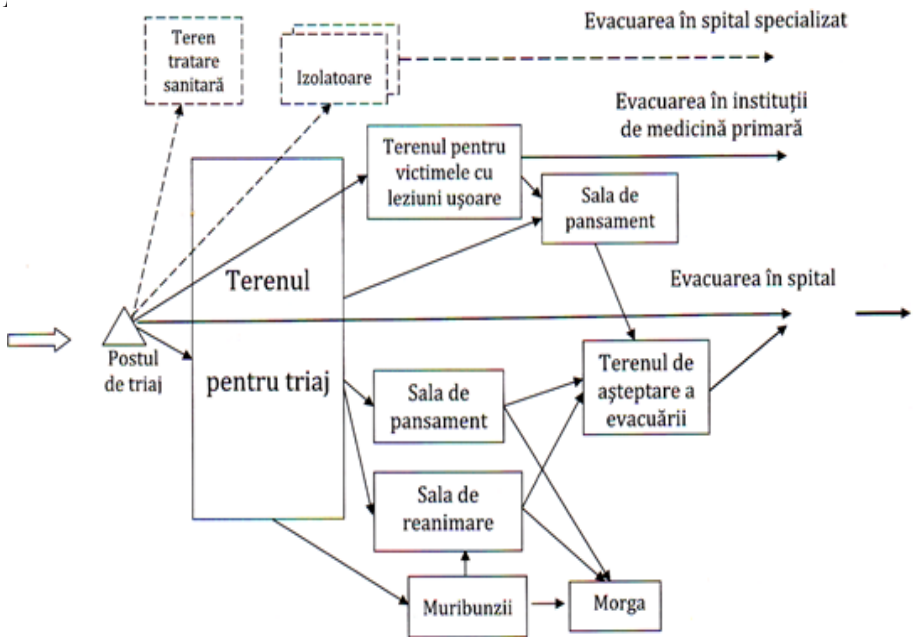 Evacuarea în spital specializat
Teren
tratare
sanitară
Izolatoare
Evacuarea în instituții
de medicină primară
Terenul pentru
victimele cu
leziuni ușoare
Sala de
pansament
Terenul
pentru triaj
Evacuarea în spital
Postul
de triaj
Sala de
pansament
Terenul de
așteptare a
evacuării
Sala de
reanimare
Muribunzii
Morga